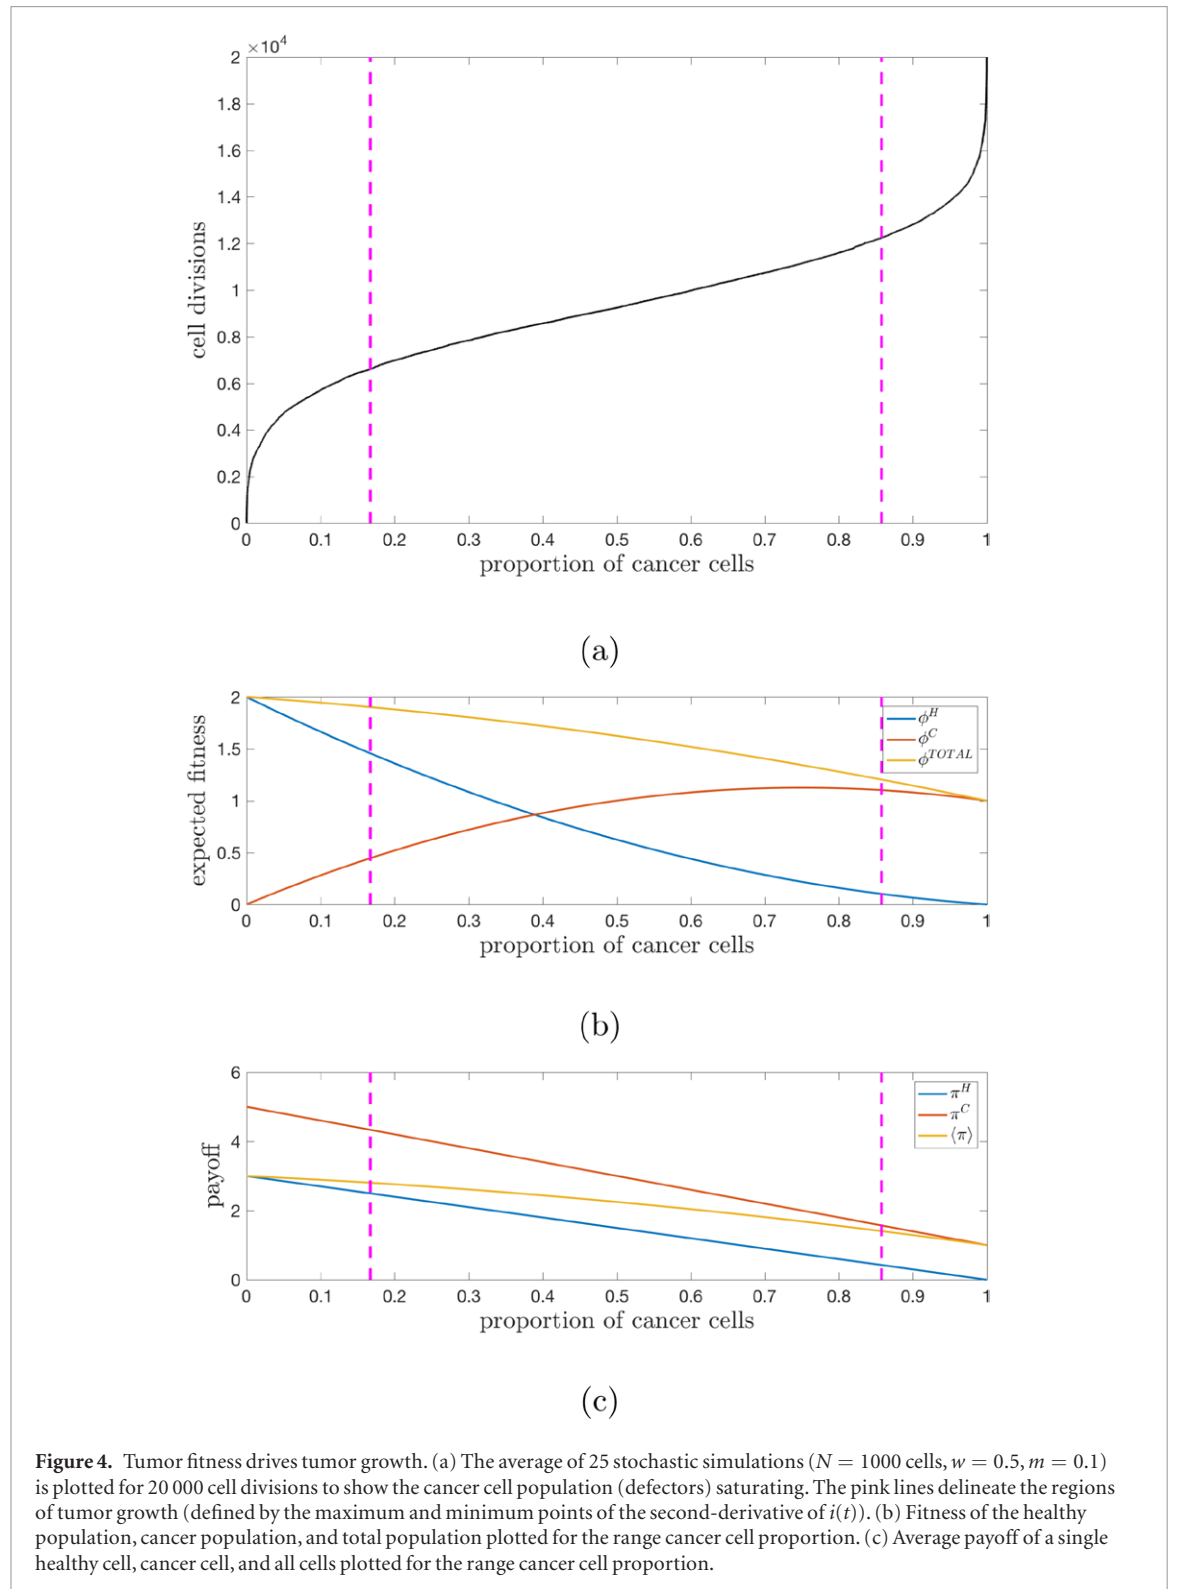 ×10⁴
2
1.8
1.6
1.4
1.2
1
0.8
0.6
0.4
0.2
0
cell divisions
0 0.1 0.2 0.3 0.4 0.5 0.6 0.7 0.8 0.9 1
proportion of cancer cells
(a)
2
1.5
1
0.5
0
expected fitness
ϕ^H
ϕ^C
ϕ^TOTAL
0 0.1 0.2 0.3 0.4 0.5 0.6 0.7 0.8 0.9 1
proportion of cancer cells
(b)
6
4
2
0
payoff
π^H
π^C
⟨π⟩
0 0.1 0.2 0.3 0.4 0.5 0.6 0.7 0.8 0.9 1
proportion of cancer cells
(c)
Figure 4. Tumor fitness drives tumor growth. (a) The average of 25 stochastic simulations (N = 1000 cells, w = 0.5, m = 0.1)
is plotted for 20 000 cell divisions to show the cancer cell population (defectors) saturating. The pink lines delineate the regions
of tumor growth (defined by the maximum and minimum points of the second-derivative of i(t)). (b) Fitness of the healthy
population, cancer population, and total population plotted for the range cancer cell proportion. (c) Average payoff of a single
healthy cell, cancer cell, and all cells plotted for the range cancer cell proportion.